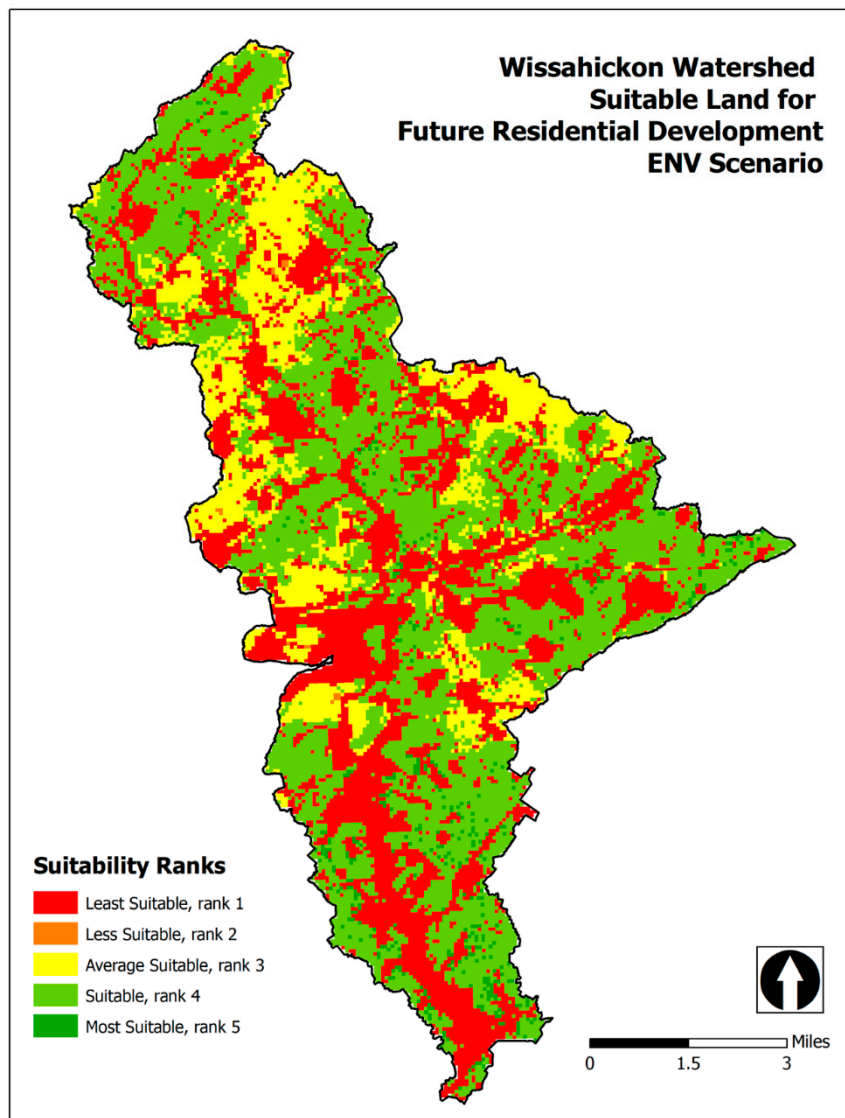 Wissahickon Watershed
Suitable Land for
Future Residential Development
ENV Scenario
Suitability Ranks
Least Suitable, rank 1
Less Suitable, rank 2
Average Suitable, rank 3
Suitable, rank 4
Most Suitable, rank 5
Miles
0 1.5 3